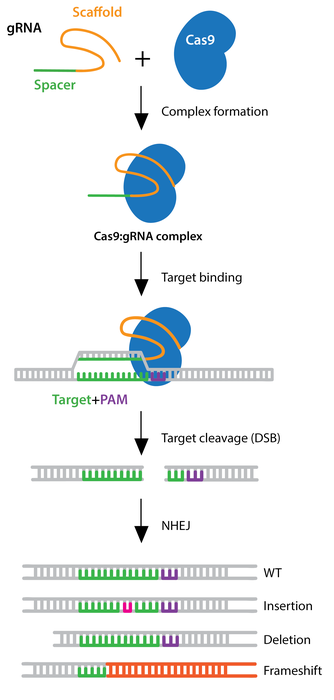 Scaffold
gRNA
Cas9
+
Spacer
Complex formation
Cas9:gRNA complex
Target binding
Target+PAM
Target cleavage (DSB)
NHEJ
WT
Insertion
Deletion
Frameshift